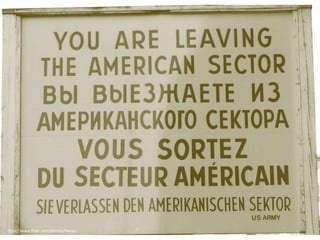 YOU ARE LEAVING
THE AMERICAN SECTOR
ВЫ ВЫЕЗЖАЕТЕ ИЗ
АМЕРИКАНСКОГО СЕКТОРА
VOUS SORTEZ
DU SECTEUR AMÉRICAIN
SIE VERLASSEN DEN AMERIKANISCHEN SEKTOR
US ARMY